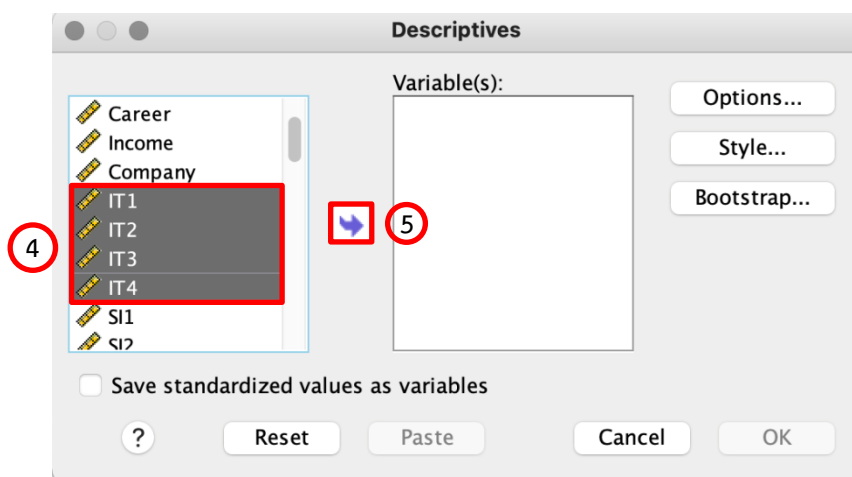 Descriptives
Variable(s):
Career
Income
Company
IT1
IT2
IT3
IT4
SI1
SI2
4
5
Options...
Style...
Bootstrap...
Save standardized values as variables
?
Reset
Paste
Cancel
OK